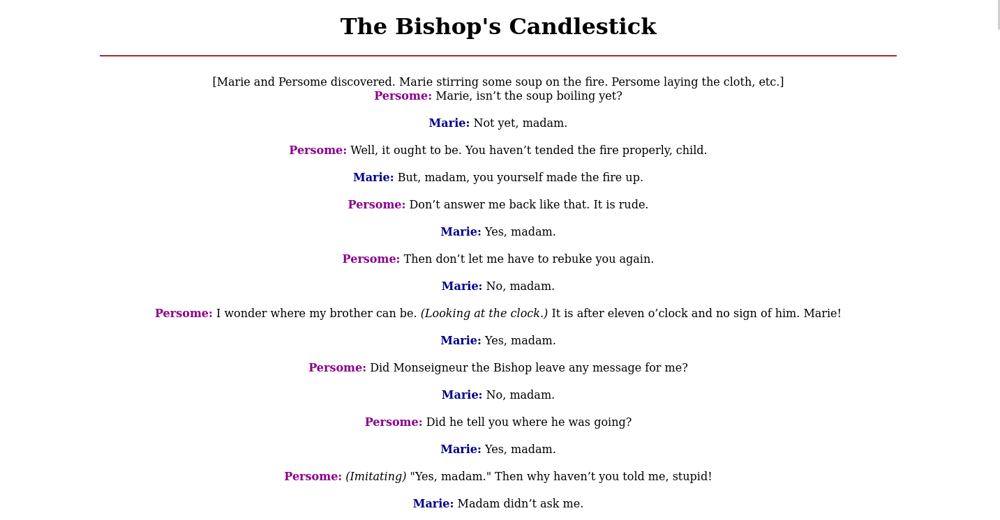 The Bishop's Candlestick
[Marie and Persome discovered. Marie stirring some soup on the fire. Persome laying the cloth, etc.]
Persome: Marie, isn’t the soup boiling yet?
Marie: Not yet, madam.
Persome: Well, it ought to be. You haven’t tended the fire properly, child.
Marie: But, madam, you yourself made the fire up.
Persome: Don’t answer me back like that. It is rude.
Marie: Yes, madam.
Persome: Then don’t let me have to rebuke you again.
Marie: No, madam.
Persome: I wonder where my brother can be. (Looking at the clock.) It is after eleven o’clock and no sign of him. Marie!
Marie: Yes, madam.
Persome: Did Monseigneur the Bishop leave any message for me?
Marie: No, madam.
Persome: Did he tell you where he was going?
Marie: Yes, madam.
Persome: (Imitating) "Yes, madam." Then why haven’t you told me, stupid!
Marie: Madam didn’t ask me.